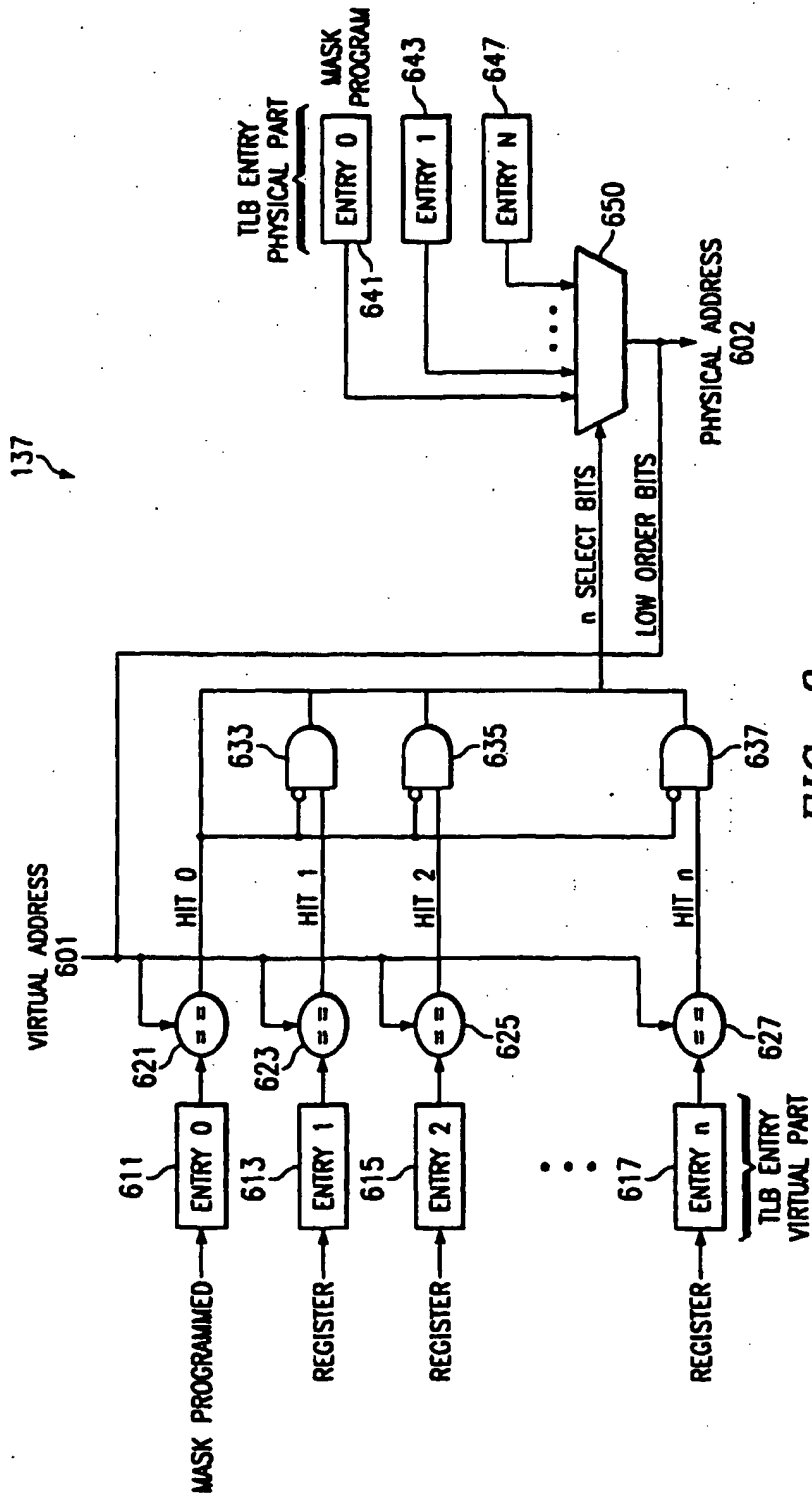 137
VIRTUAL ADDRESS
601
MASK PROGRAMMED
611
ENTRY 0
621
==
HIT 0
REGISTER
613
ENTRY 1
623
==
HIT 1
633
REGISTER
615
ENTRY 2
625
==
HIT 2
635
REGISTER
617
ENTRY n
627
==
HIT n
637
TLB ENTRY
VIRTUAL PART
n SELECT BITS
LOW ORDER BITS
TLB ENTRY
PHYSICAL PART
ENTRY 0
641
MASK
PROGRAM
ENTRY 1
643
ENTRY N
647
650
PHYSICAL ADDRESS
602
FIG.